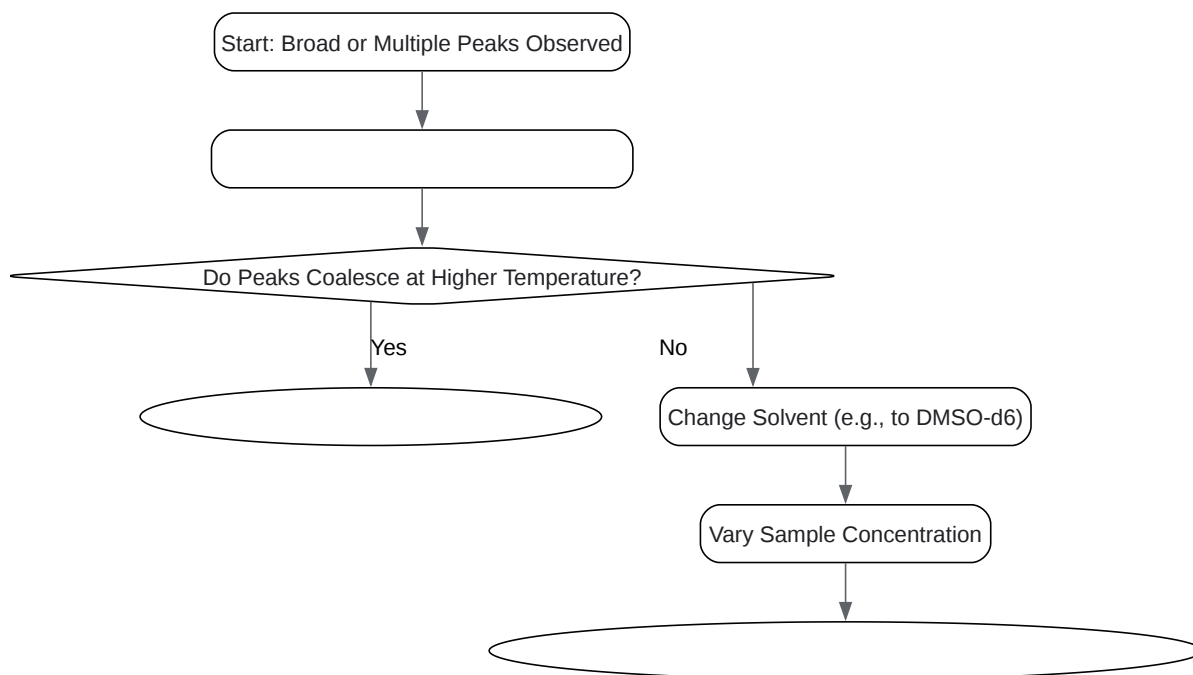 Start: Broad or Multiple Peaks Observed
Do Peaks Coalesce at Higher Temperature?
Yes
No
Change Solvent (e.g., to DMSO-d6)
Vary Sample Concentration